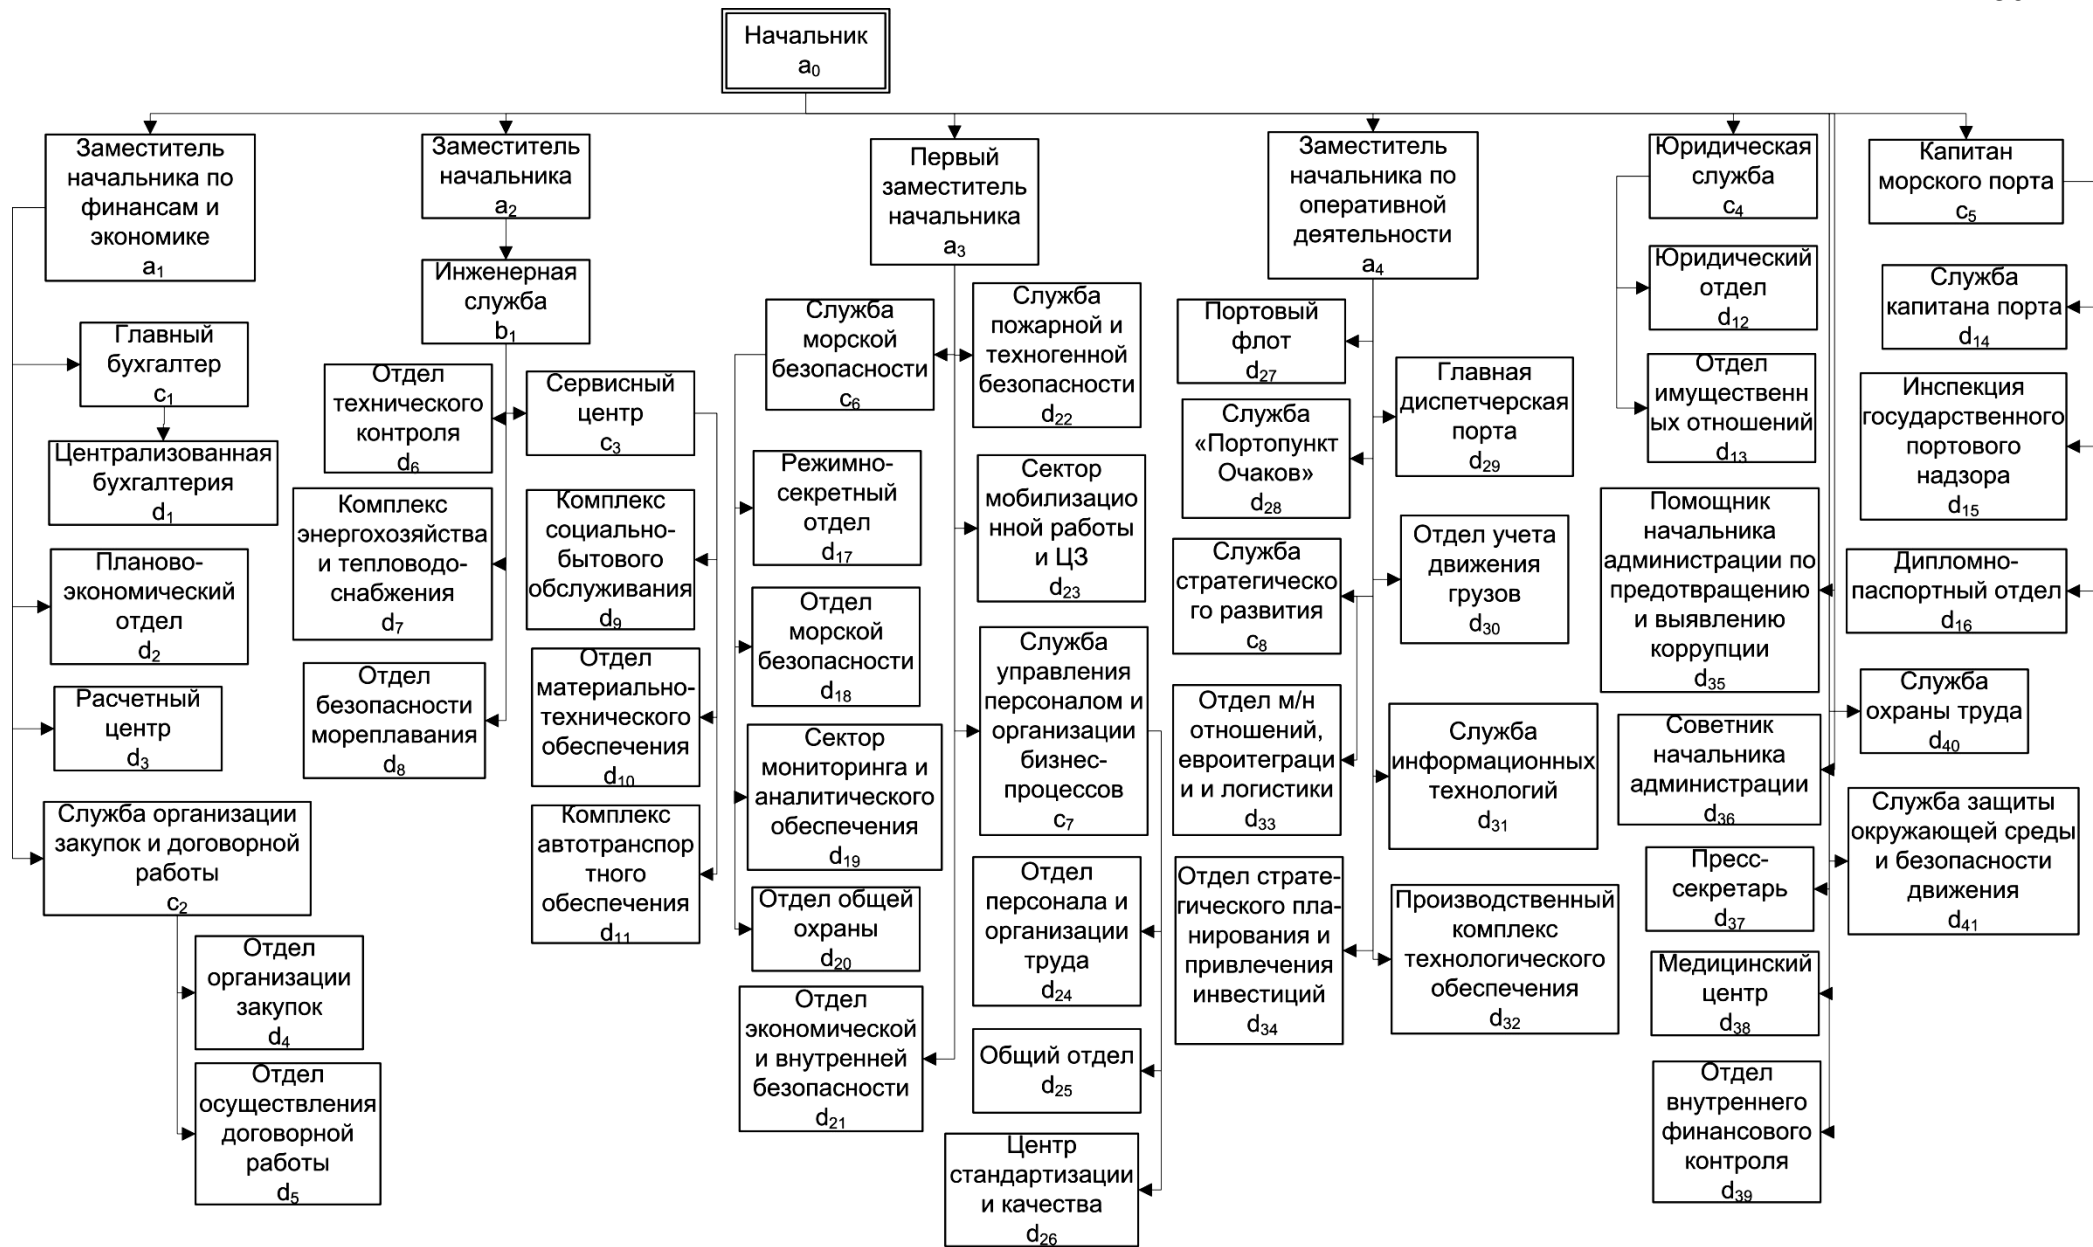 Начальник
a0
Заместитель
начальника по
финансам и
экономике
a1
Главный
бухгалтер
c1
Централизованная
бухгалтерия
d1
Планово-
экономический
отдел
d2
Расчетный
центр
d3
Служба организации
закупок и договорной
работы
c2
Отдел
организации
закупок
d4
Отдел
осуществления
договорной
работы
d5
Заместитель
начальника
a2
Инженерная
служба
b1
Отдел
технического
контроля
d6
Комплекс
энергохозяйства
и тепловодо-
снабжения
d7
Отдел
безопасности
мореплавания
d8
Сервисный
центр
c3
Комплекс
социально-
бытового
обслуживания
d9
Отдел
материально-
технического
обеспечения
d10
Комплекс
автотранспор
тного
обеспечения
d11
Первый
заместитель
начальника
a3
Служба
морской
безопасности
c6
Режимно-
секретный
отдел
d17
Отдел
морской
безопасности
d18
Сектор
мониторинга и
аналитического
обеспечения
d19
Отдел общей
охраны
d20
Отдел
экономической
и внутренней
безопасности
d21
Служба
пожарной и
техногенной
безопасности
d22
Сектор
мобилизацио
нной работы
и ЦЗ
d23
Служба
управления
персоналом и
организации
бизнес-
процессов
c7
Отдел
персонала и
организации
труда
d24
Общий отдел
d25
Центр
стандартизации
и качества
d26
Заместитель
начальника по
оперативной
деятельности
a4
Портовый
флот
d27
Служба
«Портопункт
Очаков»
d28
Служба
стратегическо
го развития
c8
Отдел м/н
отношений,
евроитеграци
и и логистики
d33
Отдел страте-
гического пла-
нирования и
привлечения
инвестиций
d34
Главная
диспетчерская
порта
d29
Отдел учета
движения
грузов
d30
Служба
информационных
технологий
d31
Производственный
комплекс
технологического
обеспечения
d32
Юридическая
служба
c4
Юридический
отдел
d12
Отдел
имущественн
ых отношений
d13
Помощник
начальника
администрации по
предотвращению
и выявлению
коррупции
d35
Советник
начальника
администрации
d36
Пресс-
секретарь
d37
Медицинский
центр
d38
Отдел
внутреннего
финансового
контроля
d39
Капитан
морского порта
c5
Служба
капитана порта
d14
Инспекция
государственного
портового
надзора
d15
Дипломно-
паспортный отдел
d16
Служба
охраны труда
d40
Служба защиты
окружающей среды
и безопасности
движения
d41